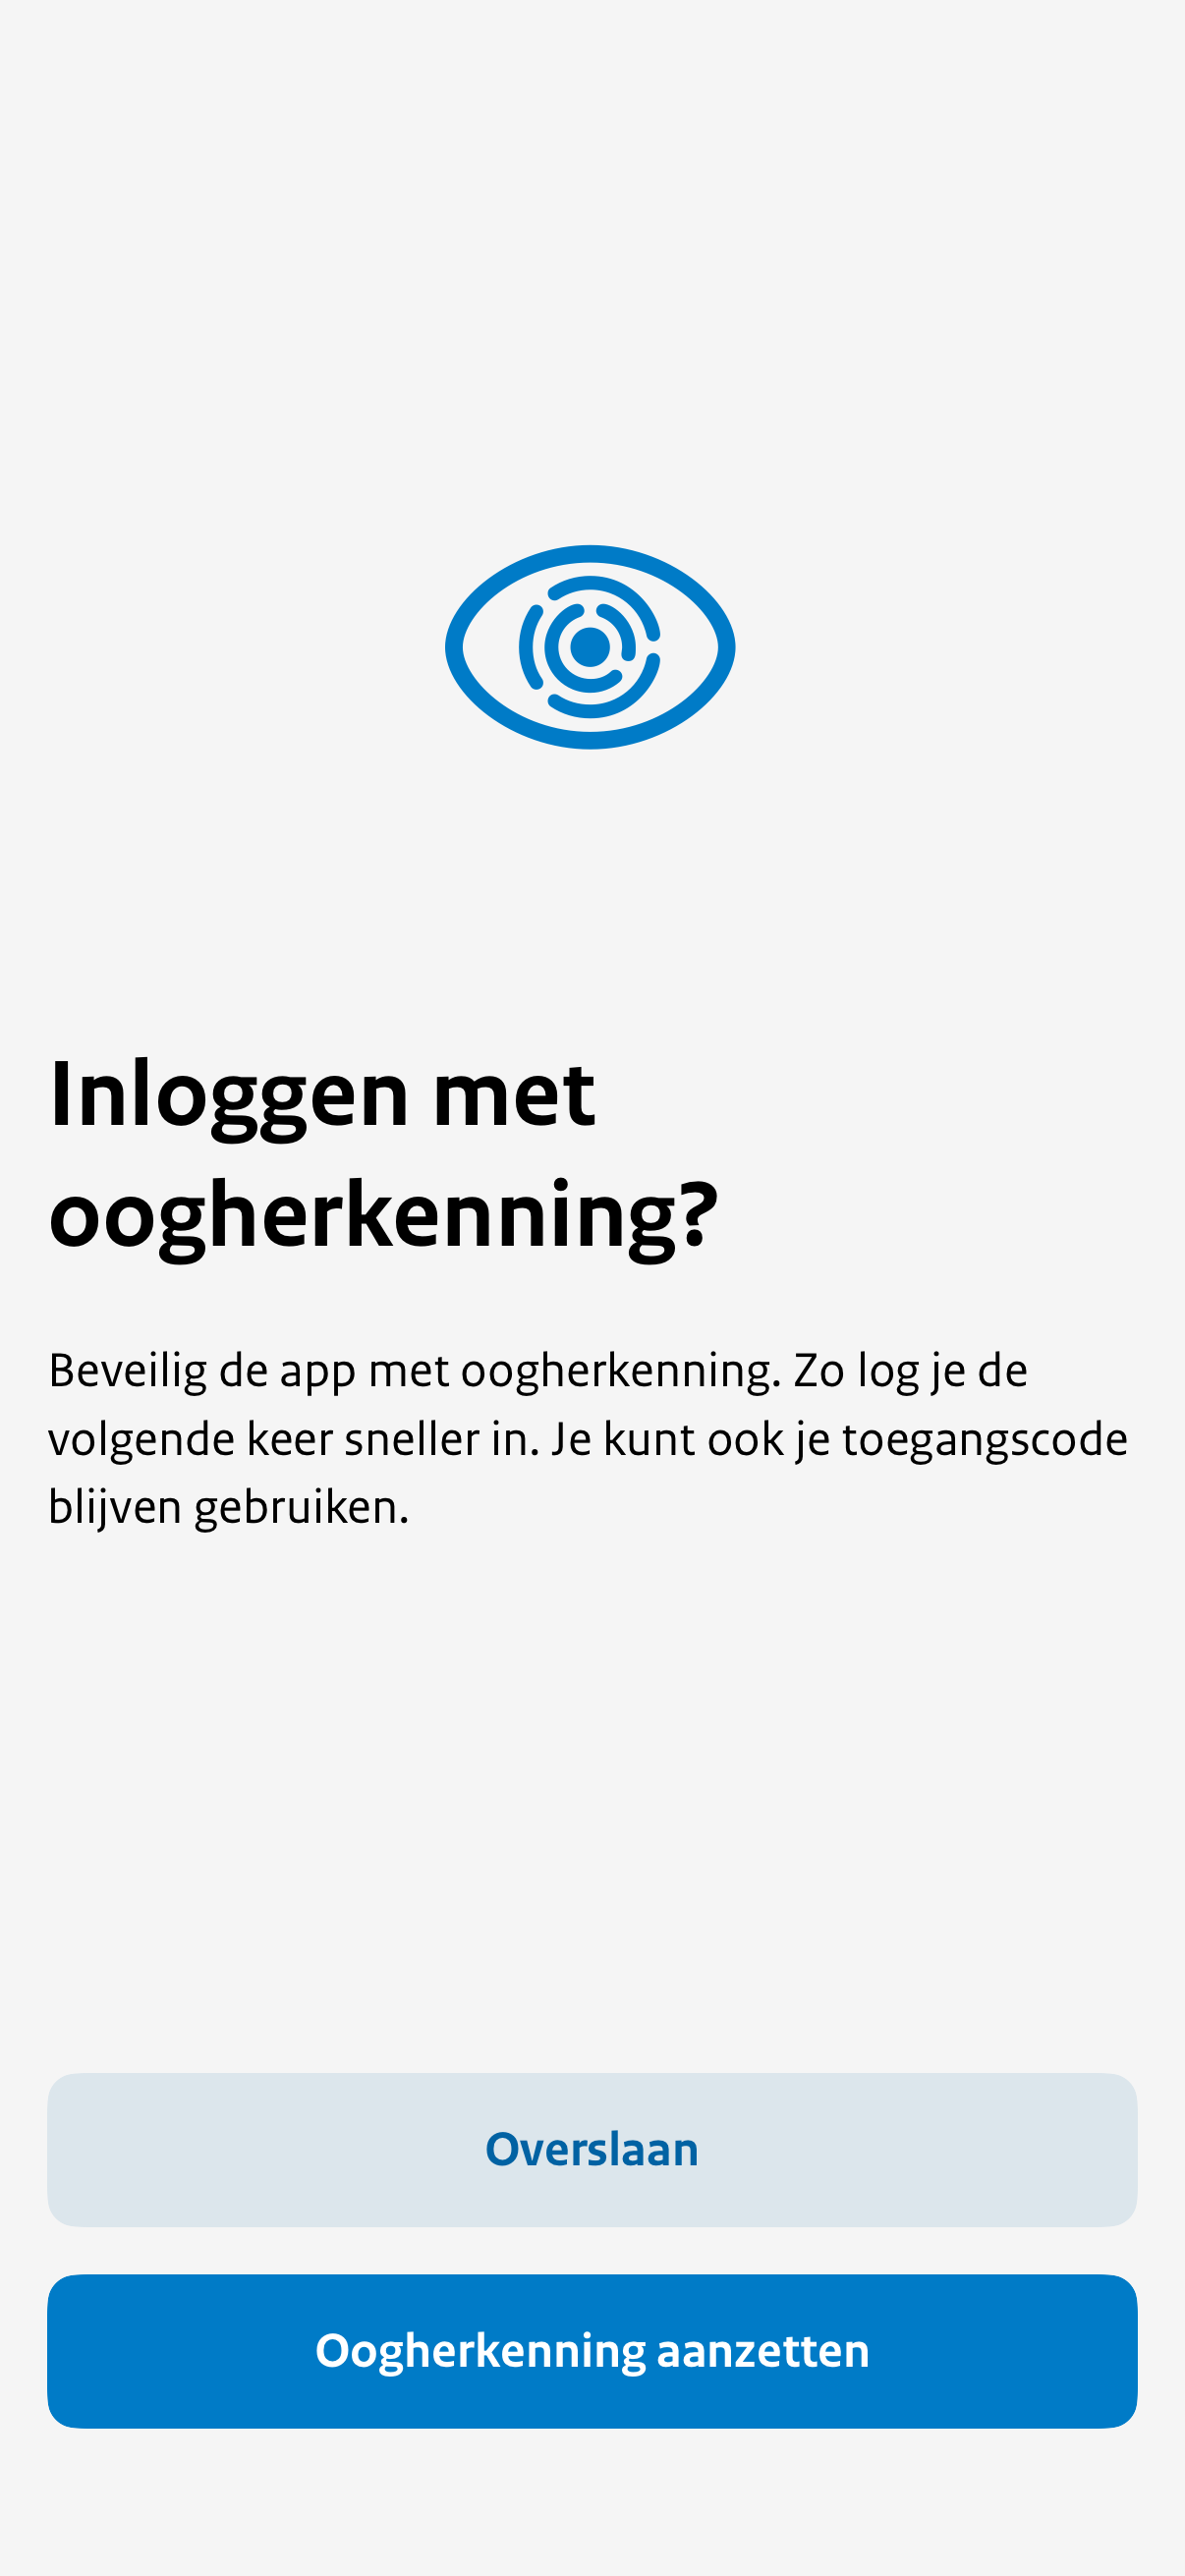 Inloggen met
oogherkenning?
Beveilig de app met oogherkenning. Zo log je de
volgende keer sneller in. Je kunt ook je toegangscode
blijven gebruiken.
Overslaan
Oogherkenning aanzetten